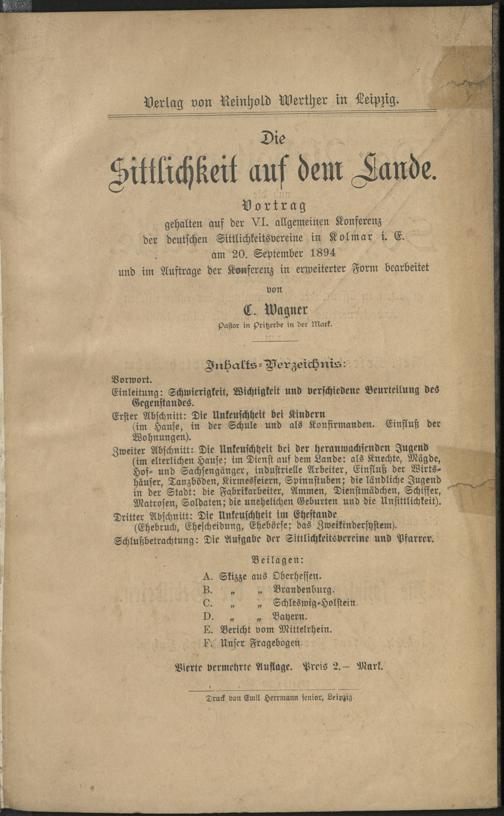 Verlag von Reinhold Werther in Leipzig.
Die
Sittlichkeit auf dem Lande.
Vortrag
gehalten auf der VI. allgemeinen Konferenz
der deutschen Sittlichkeitsvereine in Kolmar i. E.
am 20. September 1894
und im Auftrage der Konferenz in erweiterter Form bearbeitet
von
C. Wagner
Pastor in Pritzerbe in der Mark.
Inhalts-Verzeichnis:
Vorwort.
Einleitung: Schwierigkeit, Wichtigkeit und verschiedene Beurteilung des
Gegenstandes.
Erster Abschnitt: Die Unkeuschheit bei Kindern
(im Hause, in der Schule und als Konfirmanden. Einfluß der
Wohnungen).
Zweiter Abschnitt: Die Unkeuschheit bei der heranwachsenden Jugend
(im elterlichen Hause; im Dienst auf dem Lande: als Knechte, Mägde,
Hof- und Sachsengänger, industrielle Arbeiter, Einfluß der Wirts-
häuser, Tanzböden, Kirmesfeiern, Spinnstuben; die ländliche Jugend
in der Stadt: die Fabrikarbeiter, Ammen, Dienstmädchen, Schiffer,
Matrosen, Soldaten; die unehelichen Geburten und die Unsittlichkeit).
Dritter Abschnitt: Die Unkeuschheit im Ehestande
(Ehebruch, Ehescheidung, Ehebörse; das Zweikindersystem).
Schlußbetrachtung: Die Aufgabe der Sittlichkeitsvereine und Pfarrer.
Beilagen:
A. Skizze aus Oberhessen.
B. „ „ Brandenburg.
C. „ „ Schleswig-Holstein.
D. „ „ Bayern.
E. Bericht vom Mittelrhein.
F. Unser Fragebogen
Vierte vermehrte Auflage. Preis 2,— Mark.
Druck von Emil Herrmann senior, Leipzig